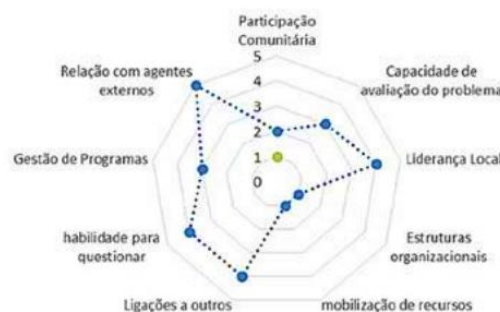 Participação
Comunitária
Capacidade de
avaliação do problema
Liderança Local
Estruturas
organizacionais
mobilização de recursos
Ligações a outros
habilidade para
questionar
Gestão de Programas
Relação com agentes
externos
5
4
3
2
1
0